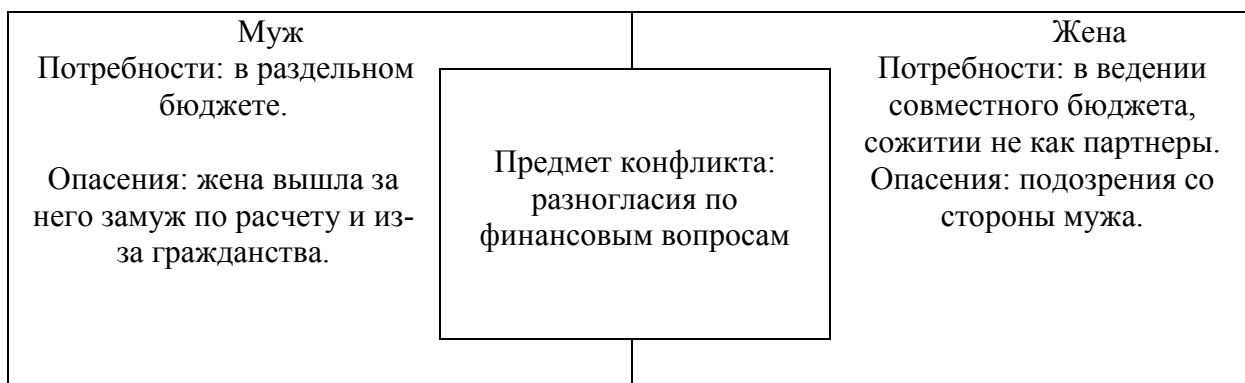 Муж
Потребности: в раздельном
бюджете.
Опасения: жена вышла за
него замуж по расчету и из-
за гражданства.
Предмет конфликта:
разногласия по
финансовым вопросам
Жена
Потребности: в ведении
совместного бюджета,
сожитии не как партнеры.
Опасения: подозрения со
стороны мужа.